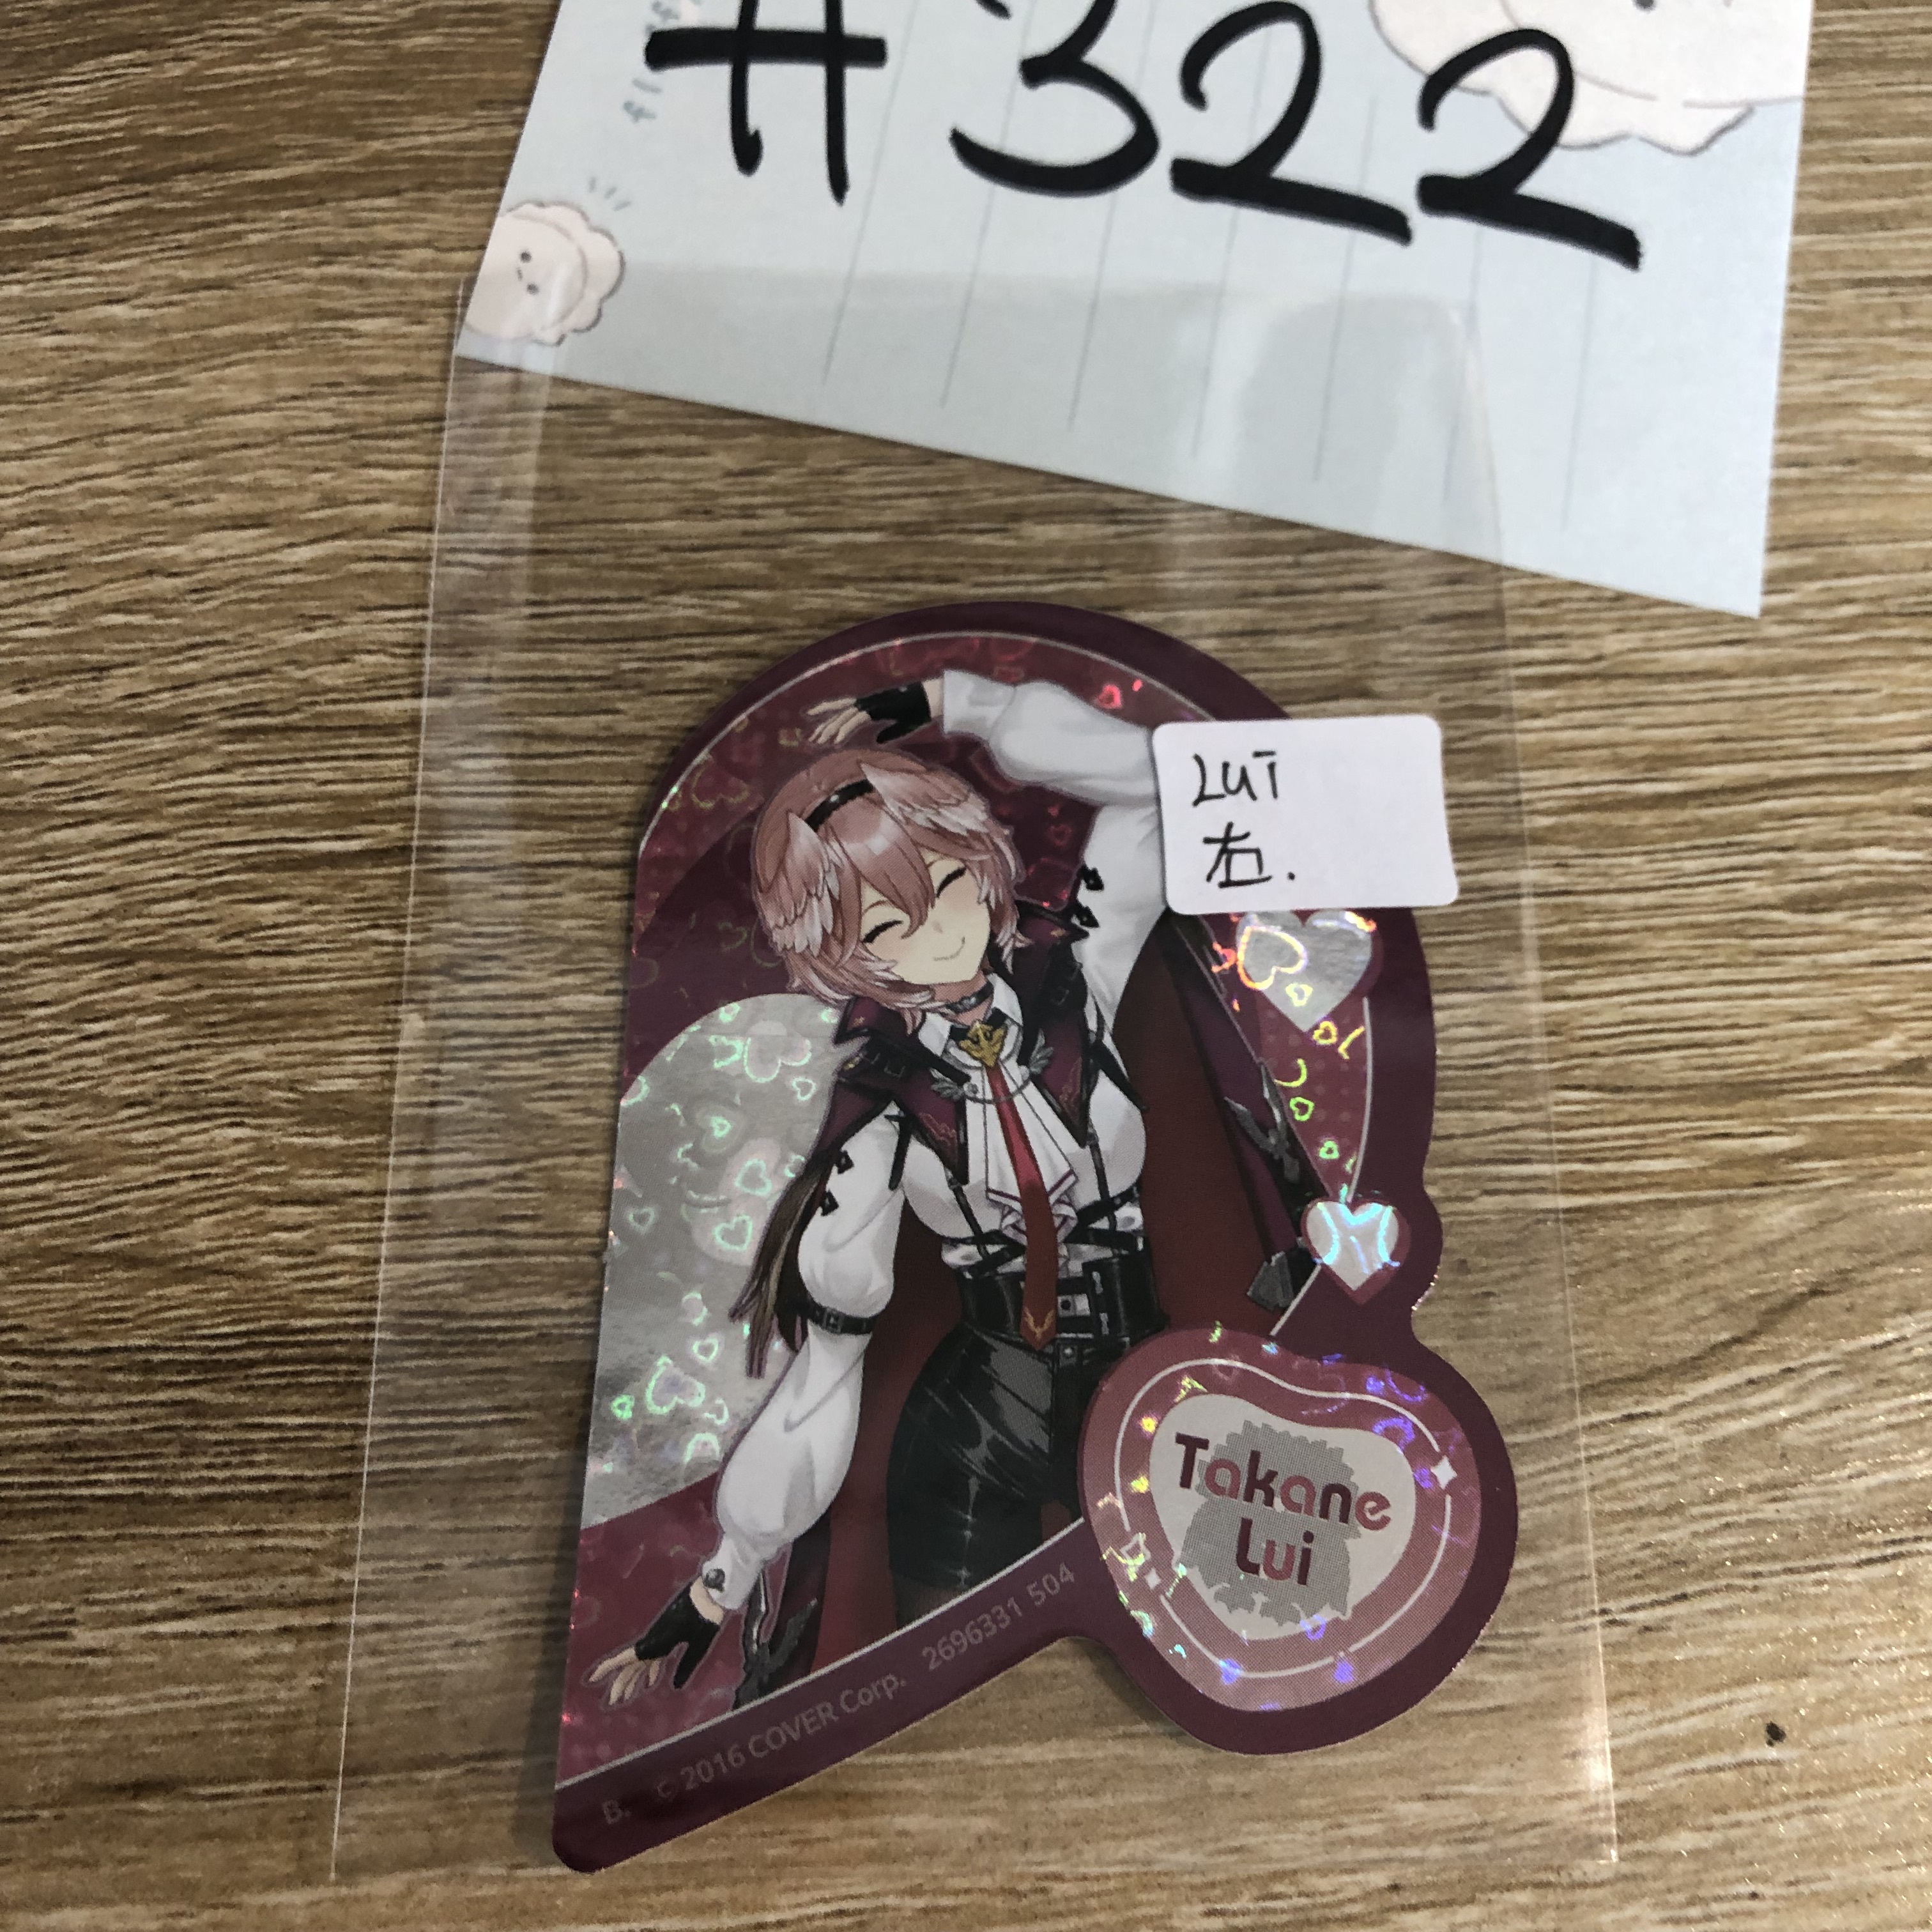 #322
Lui
右.
Takane
Lui
B. © 2016 COVER Corp. 2696331 504